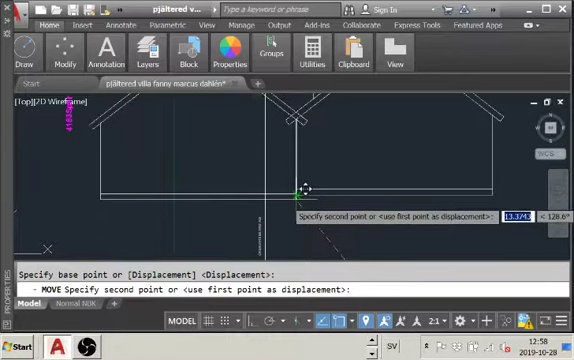 pjältered v...
Type a keyword or phrase
Sign In
Home
Insert
Annotate
Parametric
View
Manage
Output
Add-ins
Collaborate
Express Tools
Featured Apps
Draw
Modify
Annotation
Layers
Block
Properties
Groups
Utilities
Clipboard
View
Start
pjältered villa fanny marcus dahlén*
[Top][2D Wireframe]
N
WCS
Specify second point or <use first point as displacement>:
13.3743
< 128.6°
Specify base point or [Displacement] <Displacement>:
- MOVE Specify second point or <use first point as displacement>:
PROPERTIES
Model
Normal N0K
MODEL
2:1
Start
SV
12:58
2019-10-28